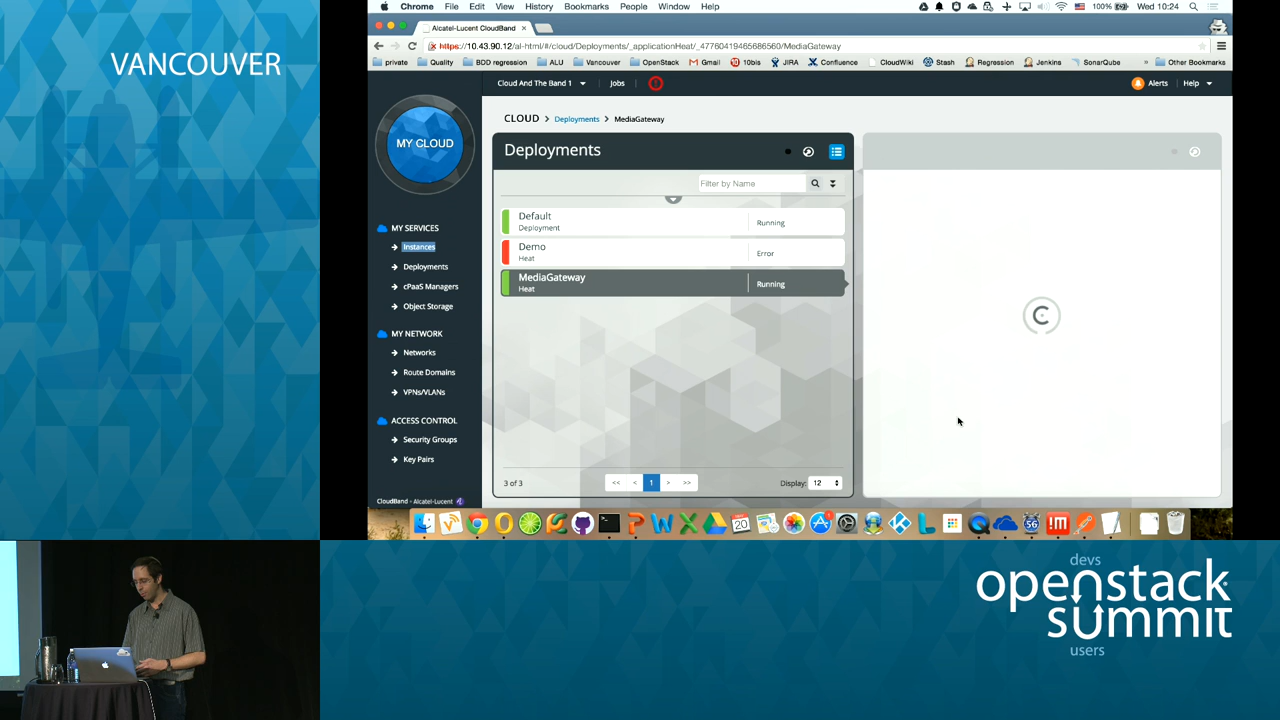 VANCOUVER
Chrome File Edit View History Bookmarks People Window Help
100% Wed 10:24
Alcatel-Lucent CloudBand
https://10.43.90.12/al-html/#/cloud/Deployments/_applicationHeat/_47760419465686560/MediaGateway
private Quality BDD regression ALU Vancouver OpenStack Gmail 10bis JIRA Confluence CloudWiki Stash Regression Jenkins SonarQube » Other Bookmarks
Cloud And The Band 1 Jobs Alerts Help
MY CLOUD
CLOUD > Deployments > MediaGateway
Deployments
Filter by Name
Default
Deployment
Running
Demo
Heat
Error
MediaGateway
Heat
Running
MY SERVICES
Instances
Deployments
cPaaS Managers
Object Storage
MY NETWORK
Networks
Route Domains
VPNs/VLANs
ACCESS CONTROL
Security Groups
Key Pairs
3 of 3 << < 1 > >> Display: 12
CloudBand - Alcatel-Lucent
devs
openstack
summit
users